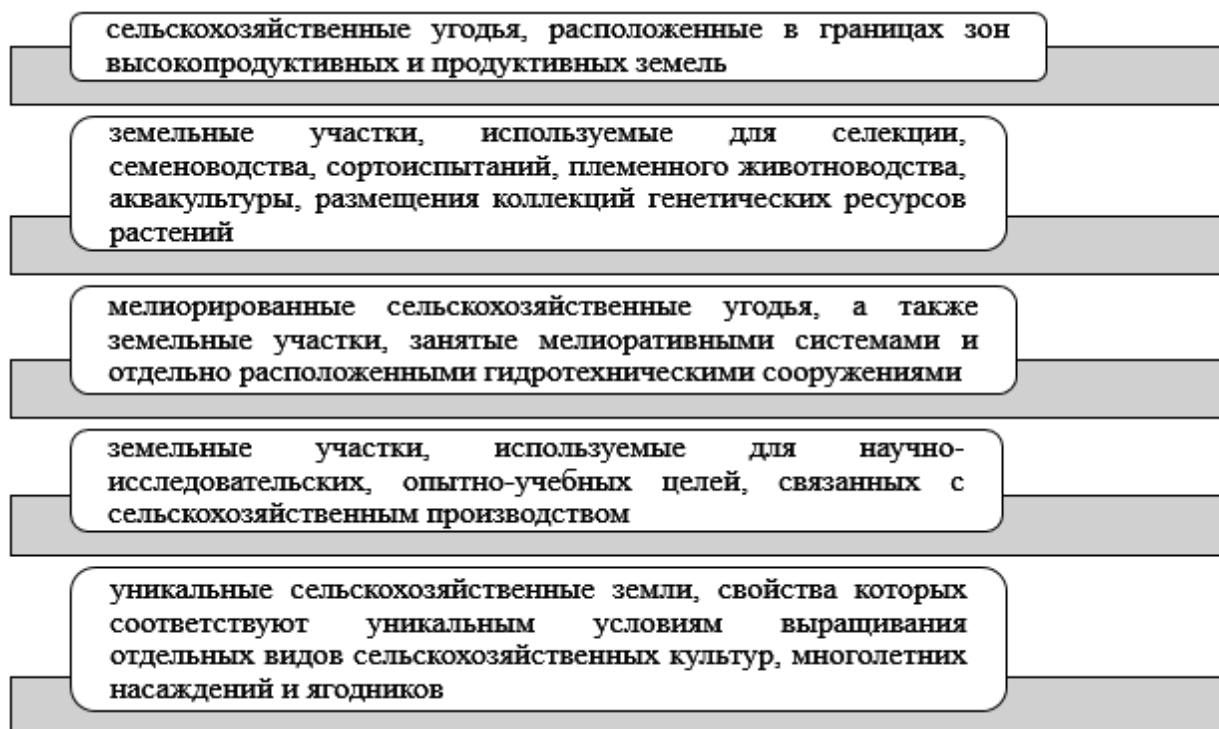 сельскохозяйственные угодья, расположенные в границах зон
высокопродуктивных и продуктивных земель
земельные участки, используемые для селекции,
семеноводства, сортоиспытаний, племенного животноводства,
аквакультуры, размещения коллекций генетических ресурсов
растений
мелиорированные сельскохозяйственные угодья, а также
земельные участки, занятые мелиоративными системами и
отдельно расположенными гидротехническими сооружениями
земельные участки, используемые для научно-
исследовательских, опытно-учебных целей, связанных с
сельскохозяйственным производством
уникальные сельскохозяйственные земли, свойства которых
соответствуют уникальным условиям выращивания
отдельных видов сельскохозяйственных культур, многолетних
насаждений и ягодников